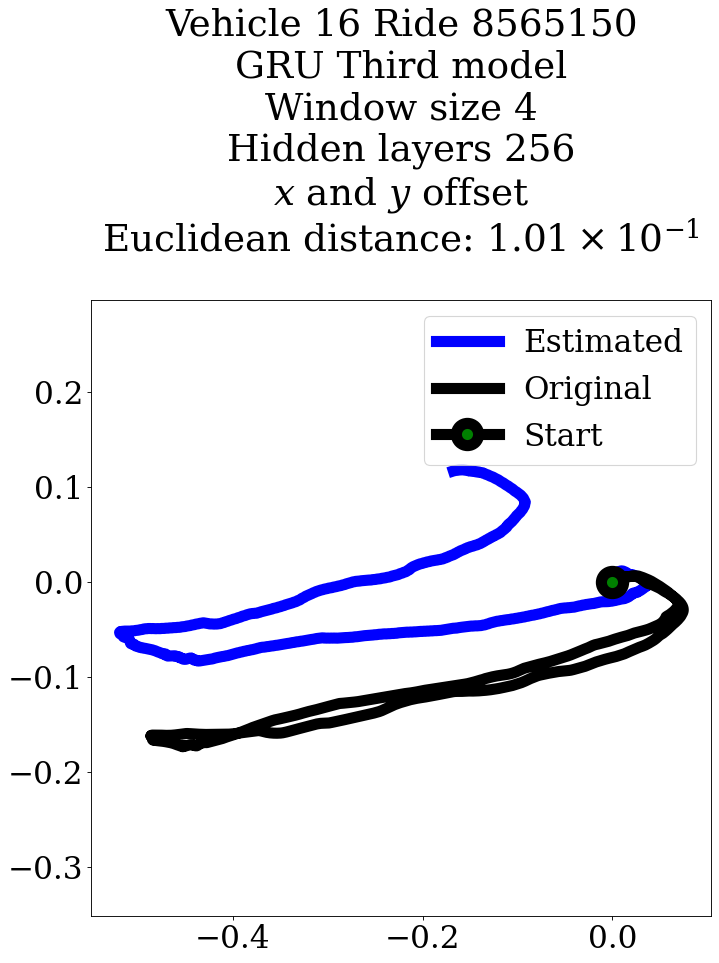 Vehicle 16 Ride 8565150
GRU Third model
Window size 4
Hidden layers 256
x and y offset
Euclidean distance: 1.01 × 10⁻¹
Estimated
Original
Start
0.2
0.1
0.0
−0.1
−0.2
−0.3
−0.4
−0.2
0.0